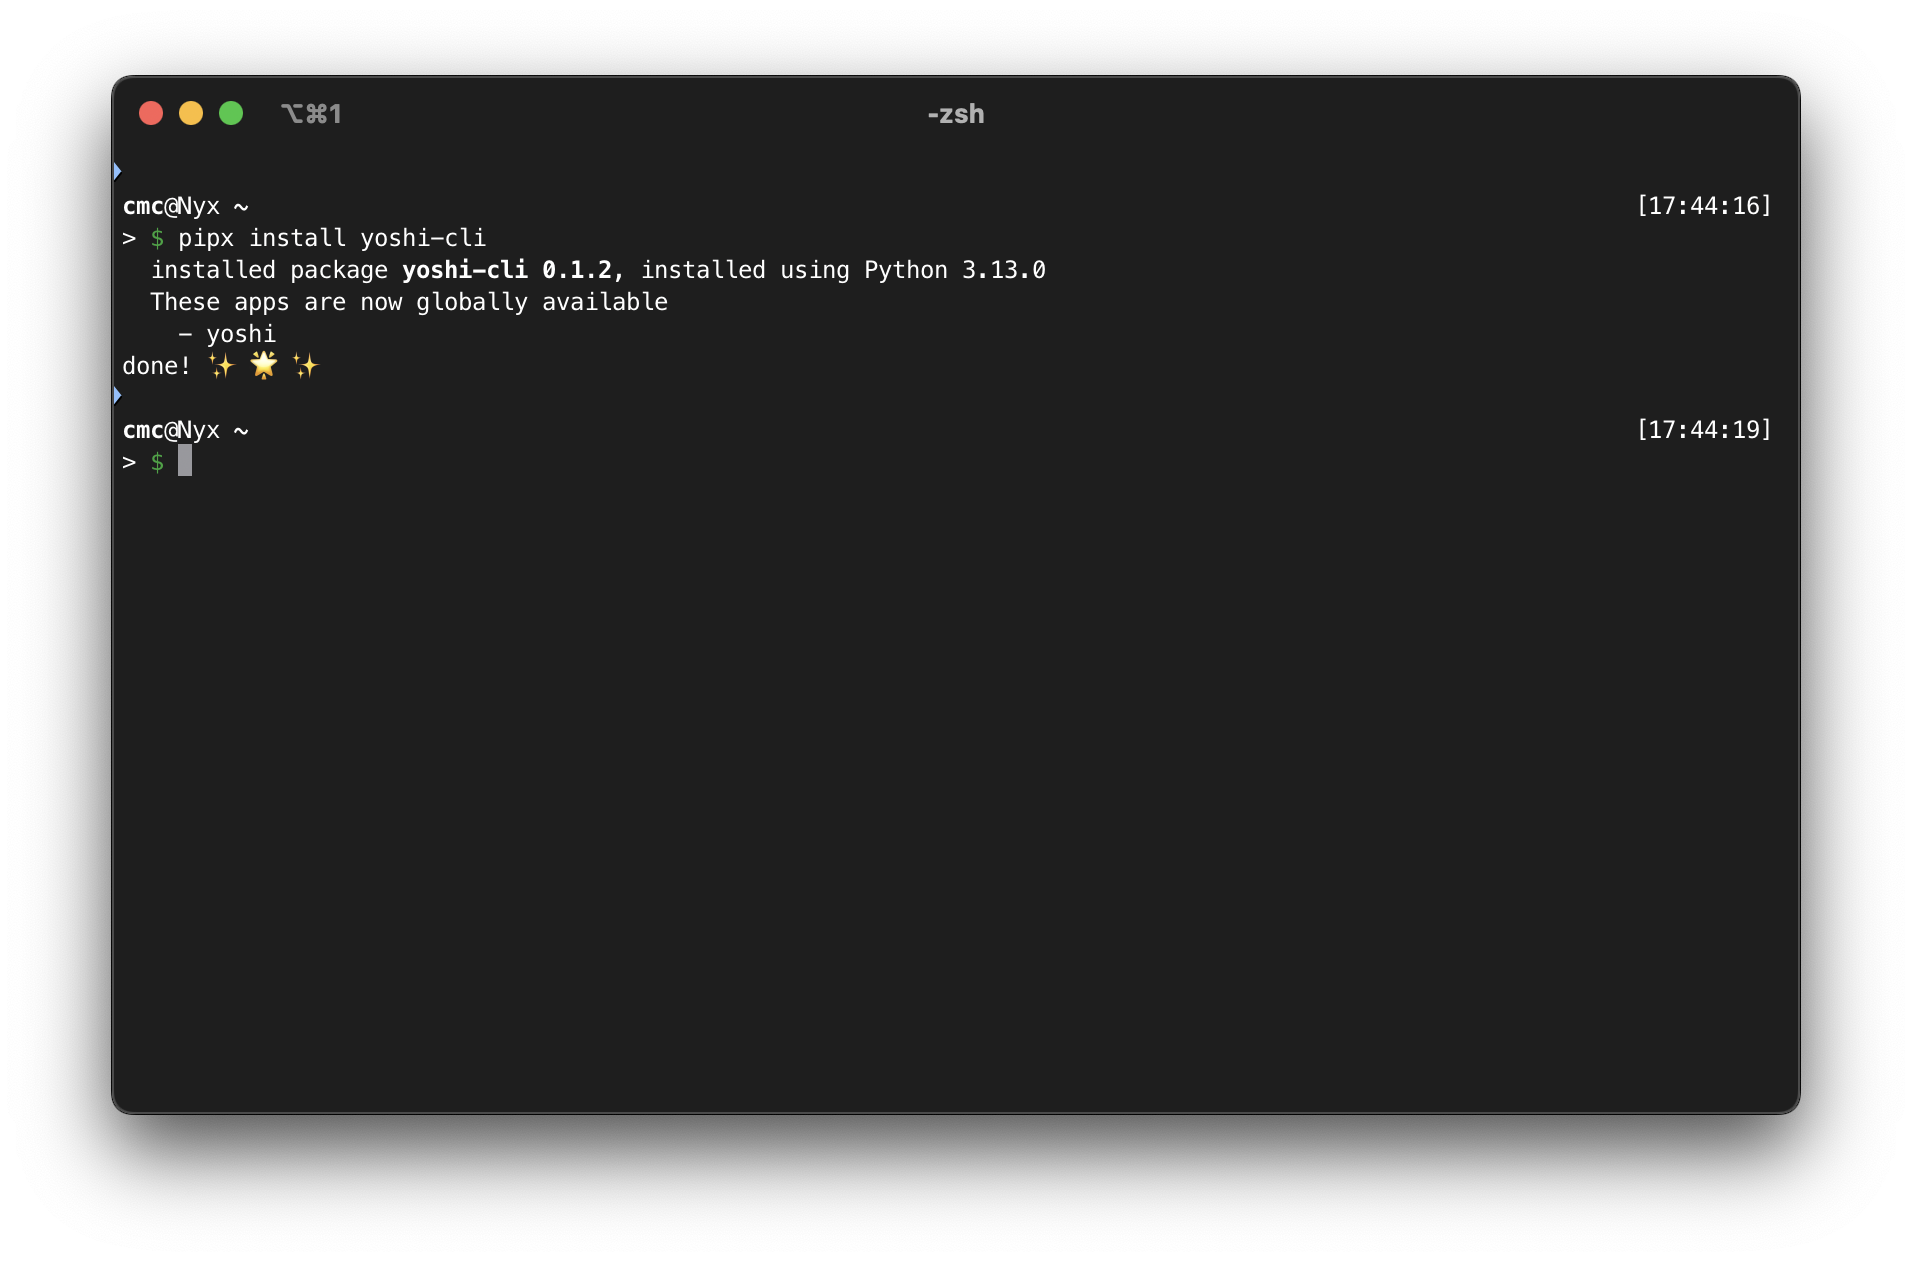 ⌥⌘1 -zsh
cmc@Nyx ~ [17:44:16]
> $ pipx install yoshi-cli
  installed package yoshi-cli 0.1.2, installed using Python 3.13.0
  These apps are now globally available
    - yoshi
done! ✨ 🌟 ✨
cmc@Nyx ~ [17:44:19]
> $